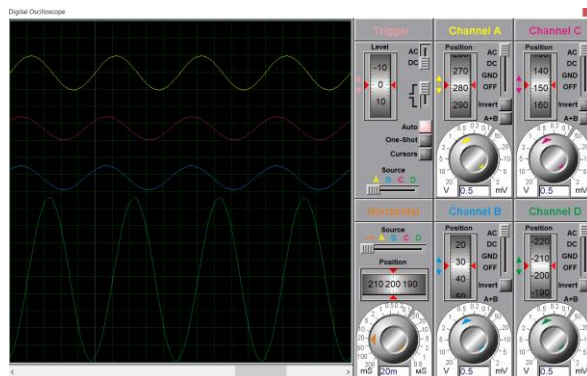 Digital Oscilloscope
Trigger
Level
AC
DC
-10
0
10
Auto
One-Shot
Cursors
Source
A B C D
Channel A
Position
AC
DC
GND
OFF
270
280
290
Invert
A+B
V
0.5
mV
Channel C
Position
AC
DC
GND
OFF
140
-150
160
Invert
A+B
V
0.5
mV
Horizontal
Source
A B C D
Position
210 200 190
mS
20m
µS
Channel B
Position
AC
DC
GND
OFF
20
30
40
Invert
A+B
V
0.5
mV
Channel D
Position
AC
DC
GND
OFF
-220
-210
-200
-190
Invert
A+B
V
0.5
mV